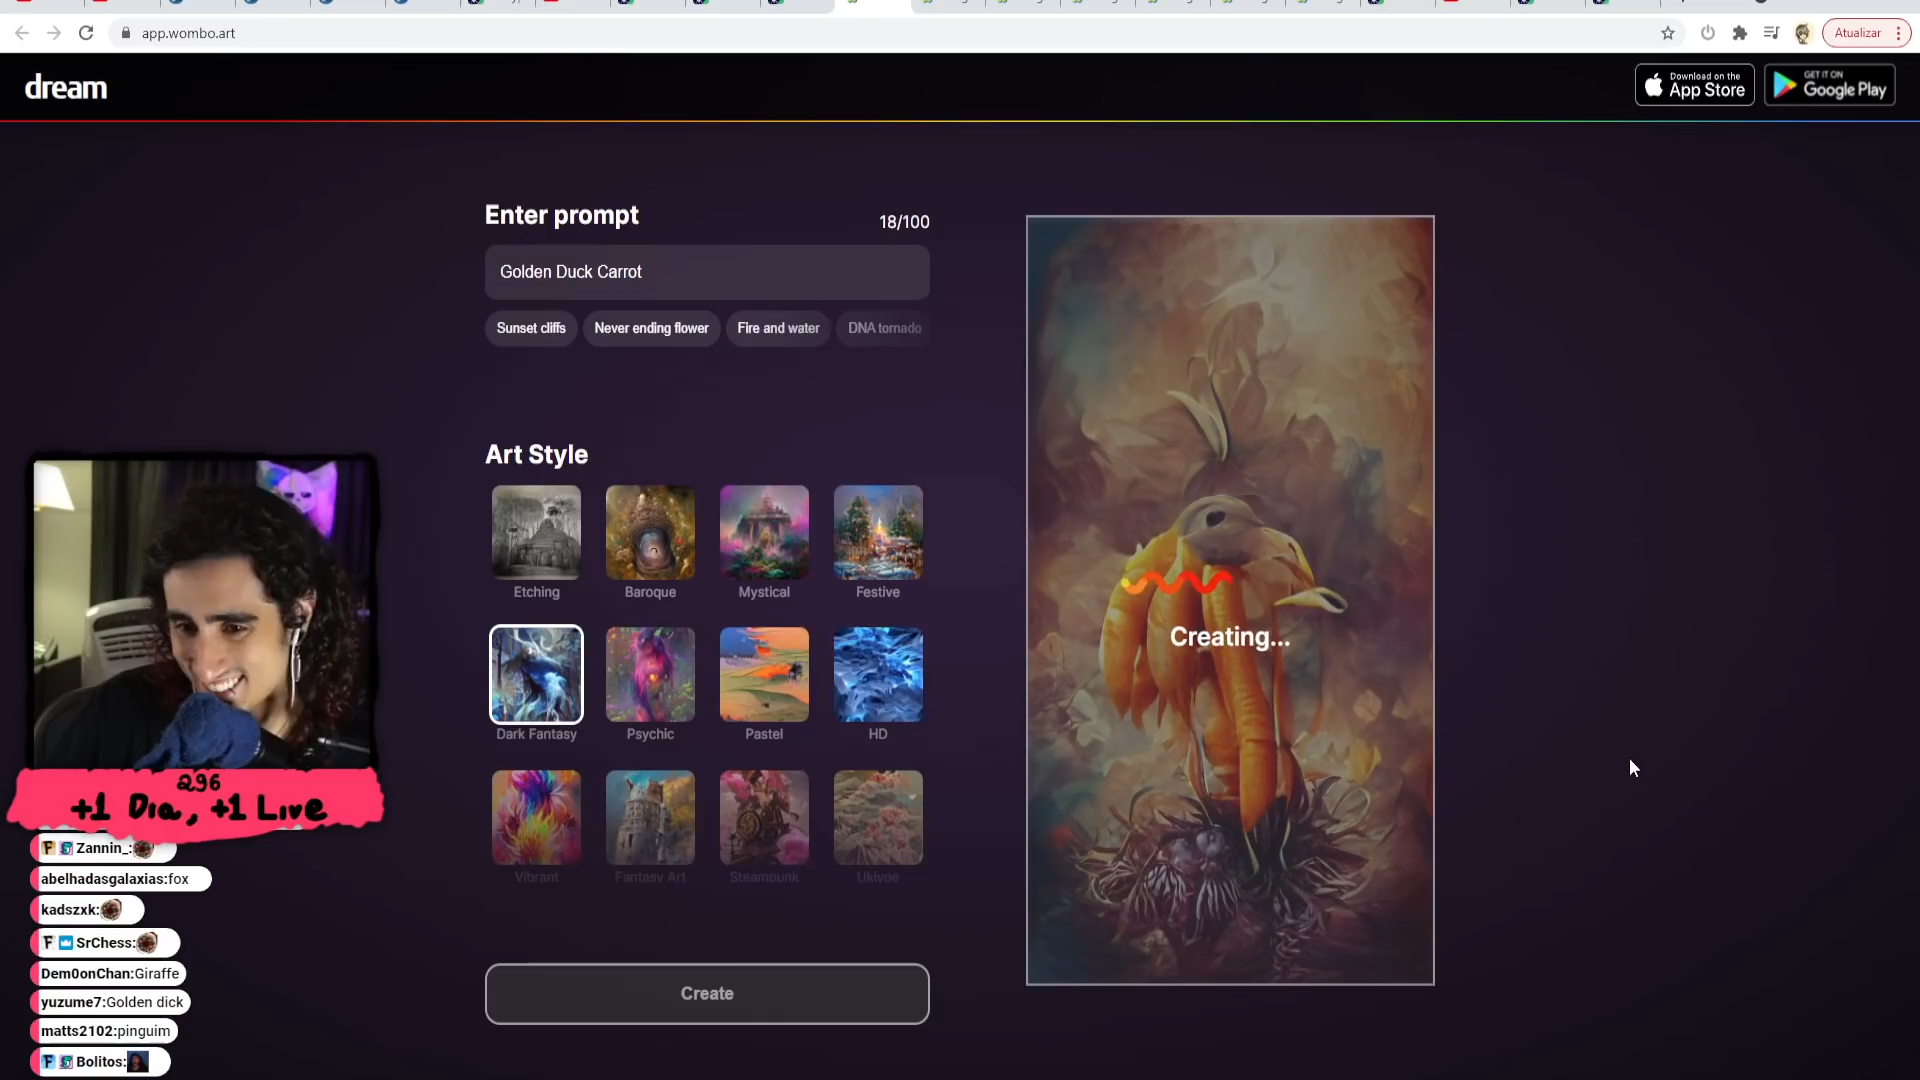 app.wombo.art
Atualizar
dream
Download on the
App Store
GET IT ON
Google Play
Enter prompt
18/100
Golden Duck Carrot
Sunset cliffs
Never ending flower
Fire and water
DNA tornado
Art Style
Etching
Baroque
Mystical
Festive
Dark Fantasy
Psychic
Pastel
HD
Vibrant
Fantasy Art
Steampunk
Ukiyoe
Create
Creating...
296
+1 Dia, +1 Live
Zannin_:
abelhadasgalaxias:fox
kadszxk:
F SrChess:
Dem0onChan:Giraffe
yuzume7:Golden dick
matts2102:pinguim
F Bolitos: